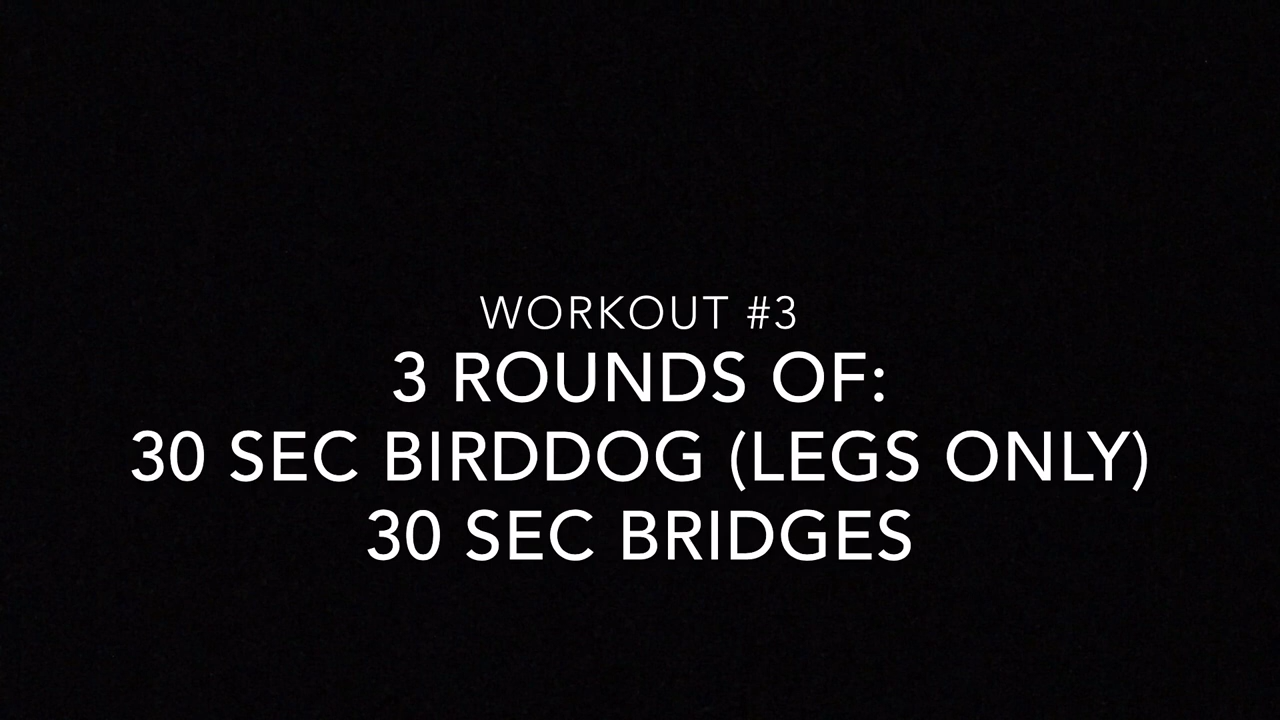 WORKOUT #3
3 ROUNDS OF:
30 SEC BIRDDOG (LEGS ONLY)
30 SEC BRIDGES